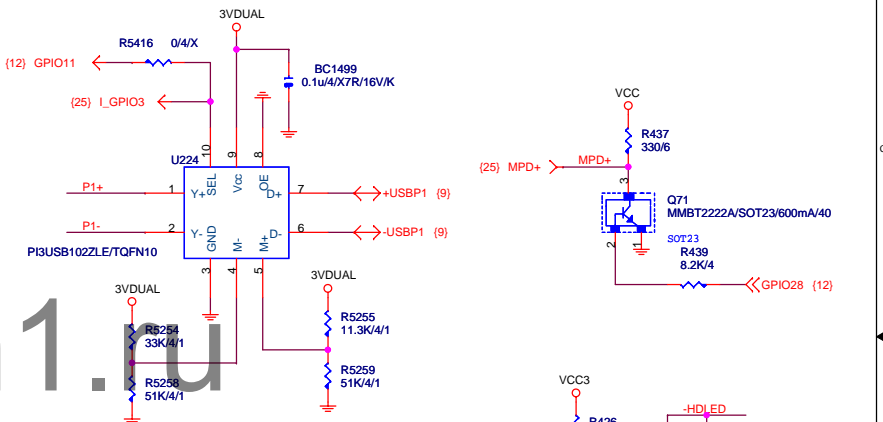 3VDUAL
R5416 0/4/X
{12} GPIO11
BC1499
0.1u/4/X7R/16V/K
{25} I_GPIO3
U224
10
9
8
SEL
Vcc
OE
P1+
1
Y+
D+
7
+USBP1 {9}
P1-
2
Y-
D-
6
-USBP1 {9}
GND
M-
M+
PI3USB102ZLE/TQFN10
3
4
5
3VDUAL
R5254
33K/4/1
R5258
51K/4/1
3VDUAL
R5255
11.3K/4/1
R5259
51K/4/1
VCC
R437
330/6
{25} MPD+
MPD+
3
Q71
MMBT2222A/SOT23/600mA/40
SOT23
2
1
R439
8.2K/4
GPIO28 {12}
VCC3
R426
-HDLED
1.ru